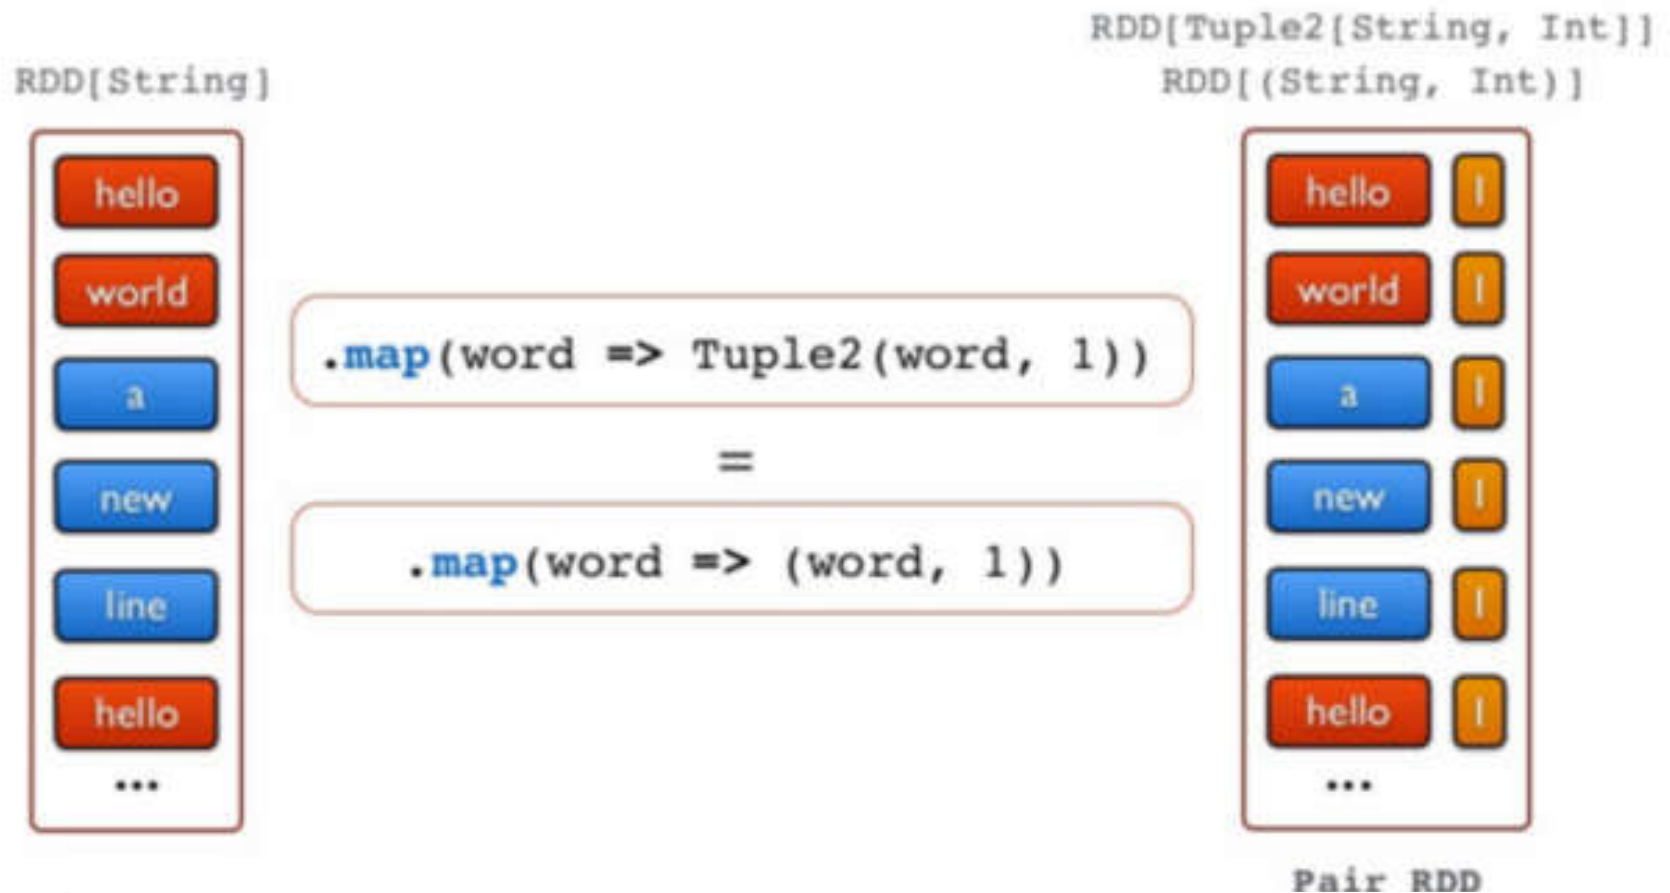 RDD[String]
hello
world
a
new
line
hello
...
.map(word => Tuple2(word, 1))
=
.map(word => (word, 1))
RDD[Tuple2[String, Int]]
RDD[(String, Int)]
hello 1
world 1
a 1
new 1
line 1
hello 1
...
Pair RDD